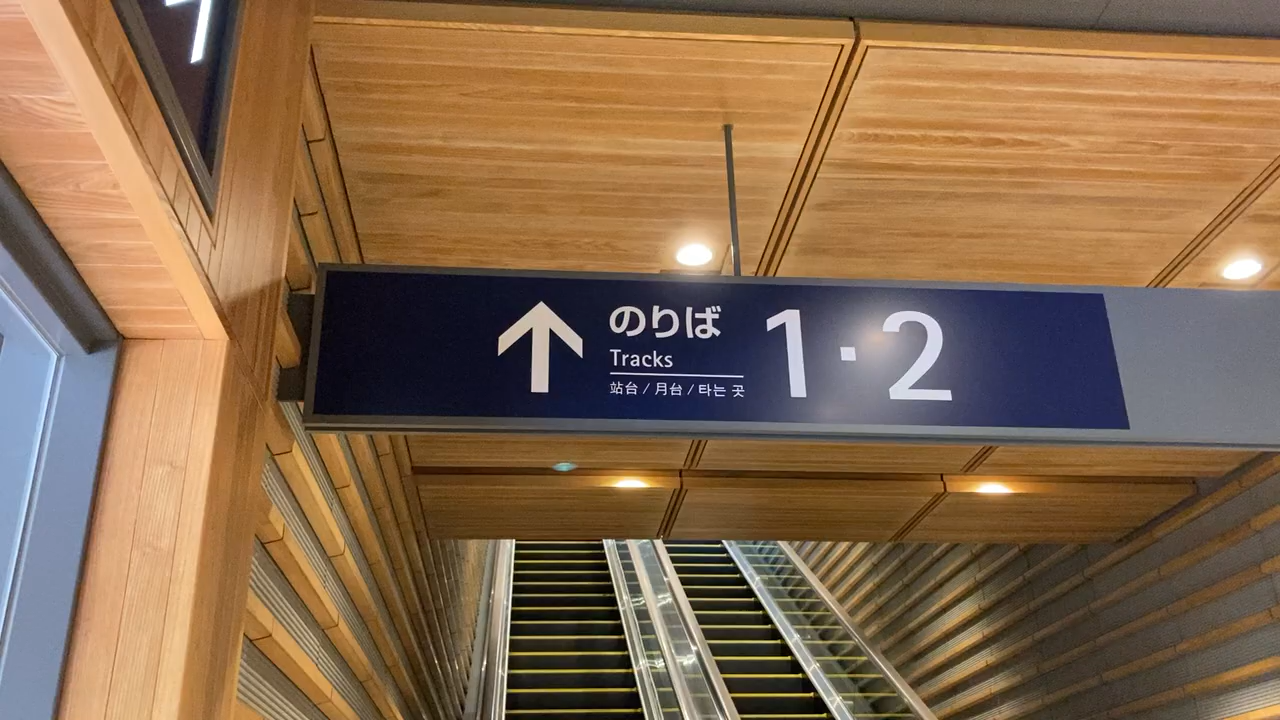 ↑ のりば 1・2
Tracks
站台 / 月台 / 타는 곳